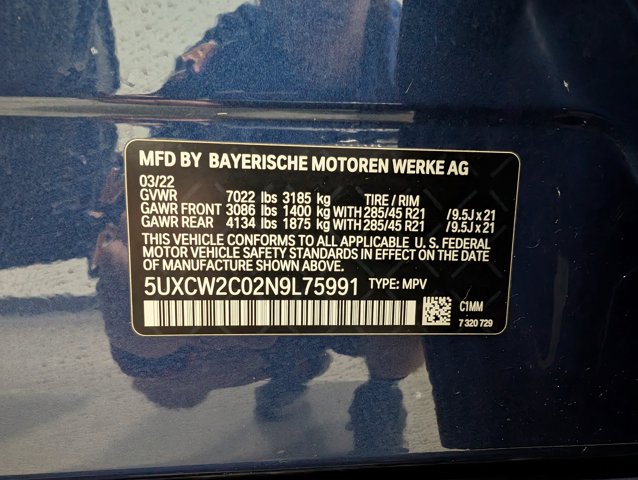 MFD BY BAYERISCHE MOTOREN WERKE AG
03/22
GVWR 7022 lbs 3185 kg TIRE / RIM
GAWR FRONT 3086 lbs 1400 kg WITH 285/45 R21 /9.5J x 21
GAWR REAR 4134 lbs 1875 kg WITH 285/45 R21 /9.5J x 21
THIS VEHICLE CONFORMS TO ALL APPLICABLE U. S. FEDERAL
MOTOR VEHICLE SAFETY STANDARDS IN EFFECT ON THE DATE
OF MANUFACTURE SHOWN ABOVE.
5UXCW2C02N9L75991 TYPE: MPV
C1MM
7 320 729